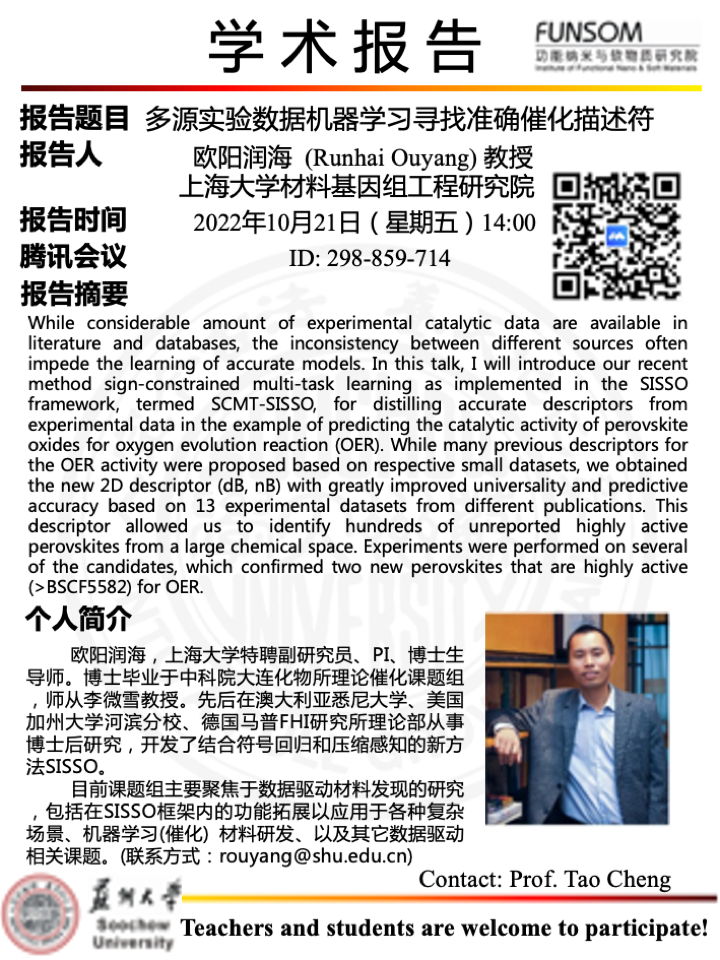 学术报告
FUNSOM
功能纳米与软物质研究院
Institute of Functional Nano & Soft Materials
报告题目 多源实验数据机器学习寻找准确催化描述符
报告人 欧阳润海 (Runhai Ouyang) 教授
上海大学材料基因组工程研究院
报告时间 2022年10月21日（星期五）14:00
腾讯会议 ID: 298-859-714
报告摘要
While considerable amount of experimental catalytic data are available in
literature and databases, the inconsistency between different sources often
impede the learning of accurate models. In this talk, I will introduce our recent
method sign-constrained multi-task learning as implemented in the SISSO
framework, termed SCMT-SISSO, for distilling accurate descriptors from
experimental data in the example of predicting the catalytic activity of perovskite
oxides for oxygen evolution reaction (OER). While many previous descriptors for
the OER activity were proposed based on respective small datasets, we obtained
the new 2D descriptor (dB, nB) with greatly improved universality and predictive
accuracy based on 13 experimental datasets from different publications. This
descriptor allowed us to identify hundreds of unreported highly active
perovskites from a large chemical space. Experiments were performed on several
of the candidates, which confirmed two new perovskites that are highly active
(>BSCF5582) for OER.
个人简介
欧阳润海，上海大学特聘副研究员、PI、博士生
导师。博士毕业于中科院大连化物所理论催化课题组
，师从李微雪教授。先后在澳大利亚悉尼大学、美国
加州大学河滨分校、德国马普FHI研究所理论部从事
博士后研究，开发了结合符号回归和压缩感知的新方
法SISSO。
目前课题组主要聚焦于数据驱动材料发现的研究
，包括在SISSO框架内的功能拓展以应用于各种复杂
场景、机器学习(催化) 材料研发、以及其它数据驱动
相关课题。(联系方式：rouyang@shu.edu.cn)
Contact: Prof. Tao Cheng
蘇州大学
Soochow
University
Teachers and students are welcome to participate!